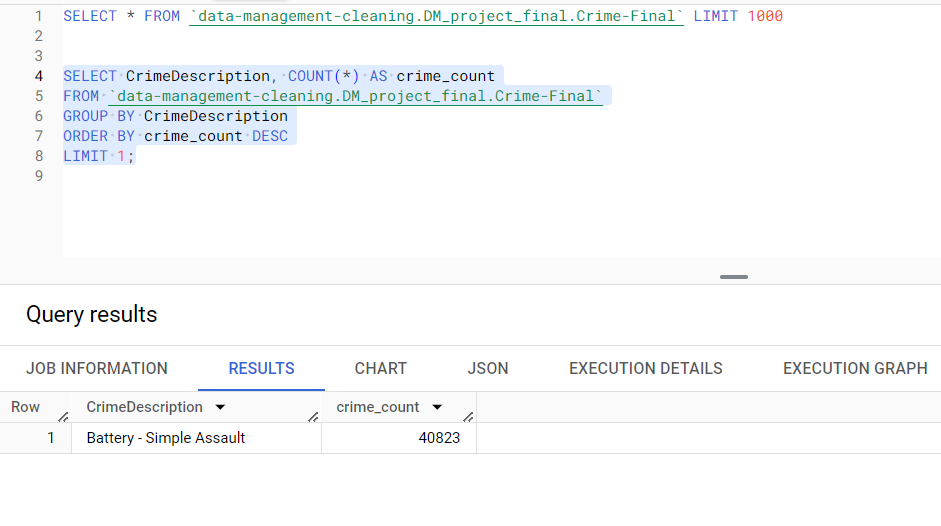 1 SELECT * FROM `data-management-cleaning.DM_project_final.Crime-Final` LIMIT 1000
2
3
4 SELECT CrimeDescription, COUNT(*) AS crime_count
5 FROM `data-management-cleaning.DM_project_final.Crime-Final`
6 GROUP BY CrimeDescription
7 ORDER BY crime_count DESC
8 LIMIT 1;
9
Query results
JOB INFORMATION RESULTS CHART JSON EXECUTION DETAILS EXECUTION GRAPH
Row CrimeDescription crime_count
1 Battery - Simple Assault 40823